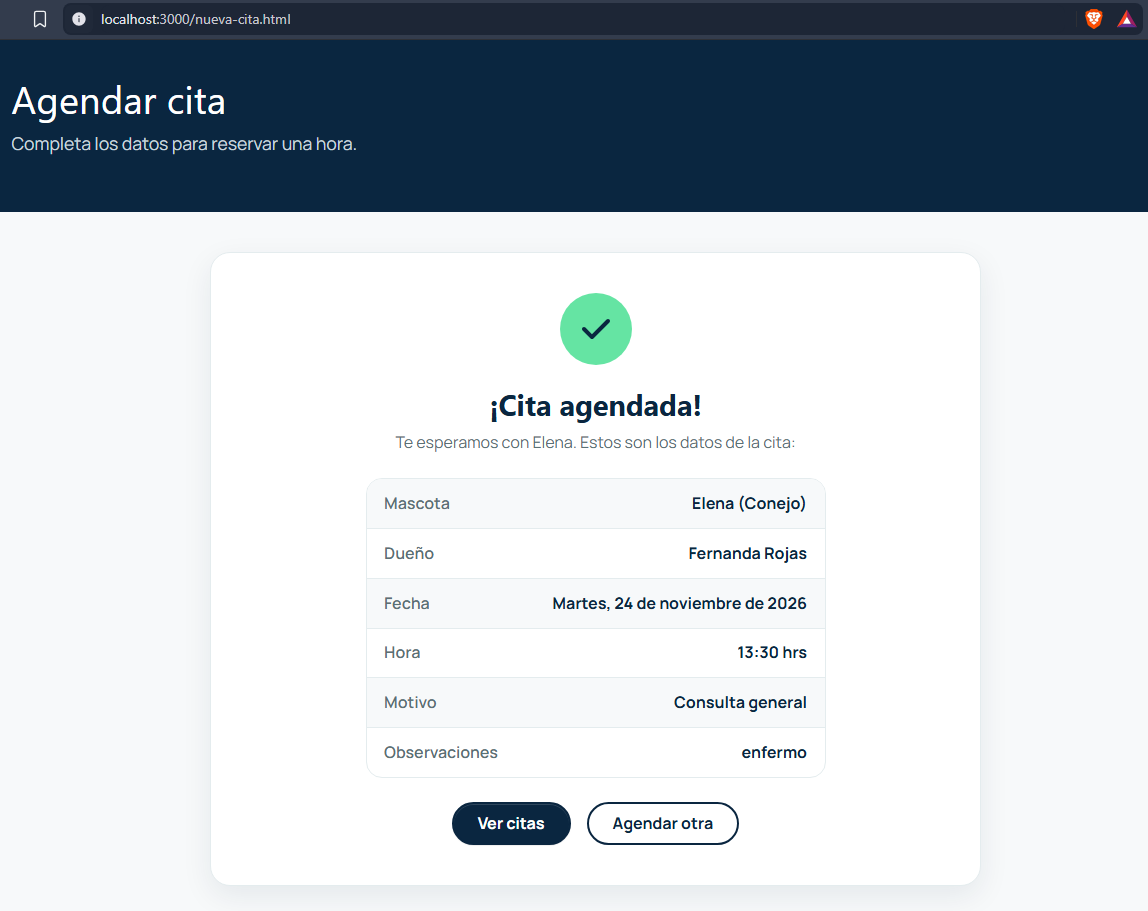 localhost:3000/nueva-cita.html
Agendar cita
Completa los datos para reservar una hora.
¡Cita agendada!
Te esperamos con Elena. Estos son los datos de la cita:
Mascota Elena (Conejo)
Dueño Fernanda Rojas
Fecha Martes, 24 de noviembre de 2026
Hora 13:30 hrs
Motivo Consulta general
Observaciones enfermo
Ver citas Agendar otra